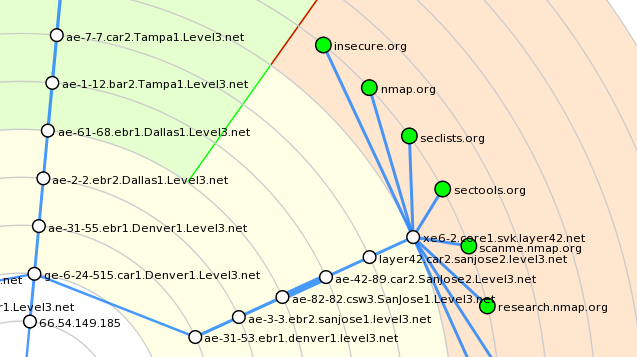 ae-7-7.car2.Tampa1.Level3.net
insecure.org
ae-1-12.bar2.Tampa1.Level3.net
nmap.org
ae-61-68.ebr1.Dallas1.Level3.net
seclists.org
ae-2-2.ebr2.Dallas1.Level3.net
sectools.org
ae-31-55.ebr1.Denver1.Level3.net
xe6-2.core1.svk.layer42.net
scanme.nmap.org
layer42.car2.sanjose2.level3.net
ge-6-24-515.car1.Denver1.Level3.net
.net
ae-42-89.car2.SanJose2.Level3.net
ae-82-82.csw3.SanJose1.Level3.net
r1.Level3.net
research.nmap.org
66.54.149.185
ae-3-3.ebr2.sanjose1.level3.net
ae-31-53.ebr1.denver1.level3.net